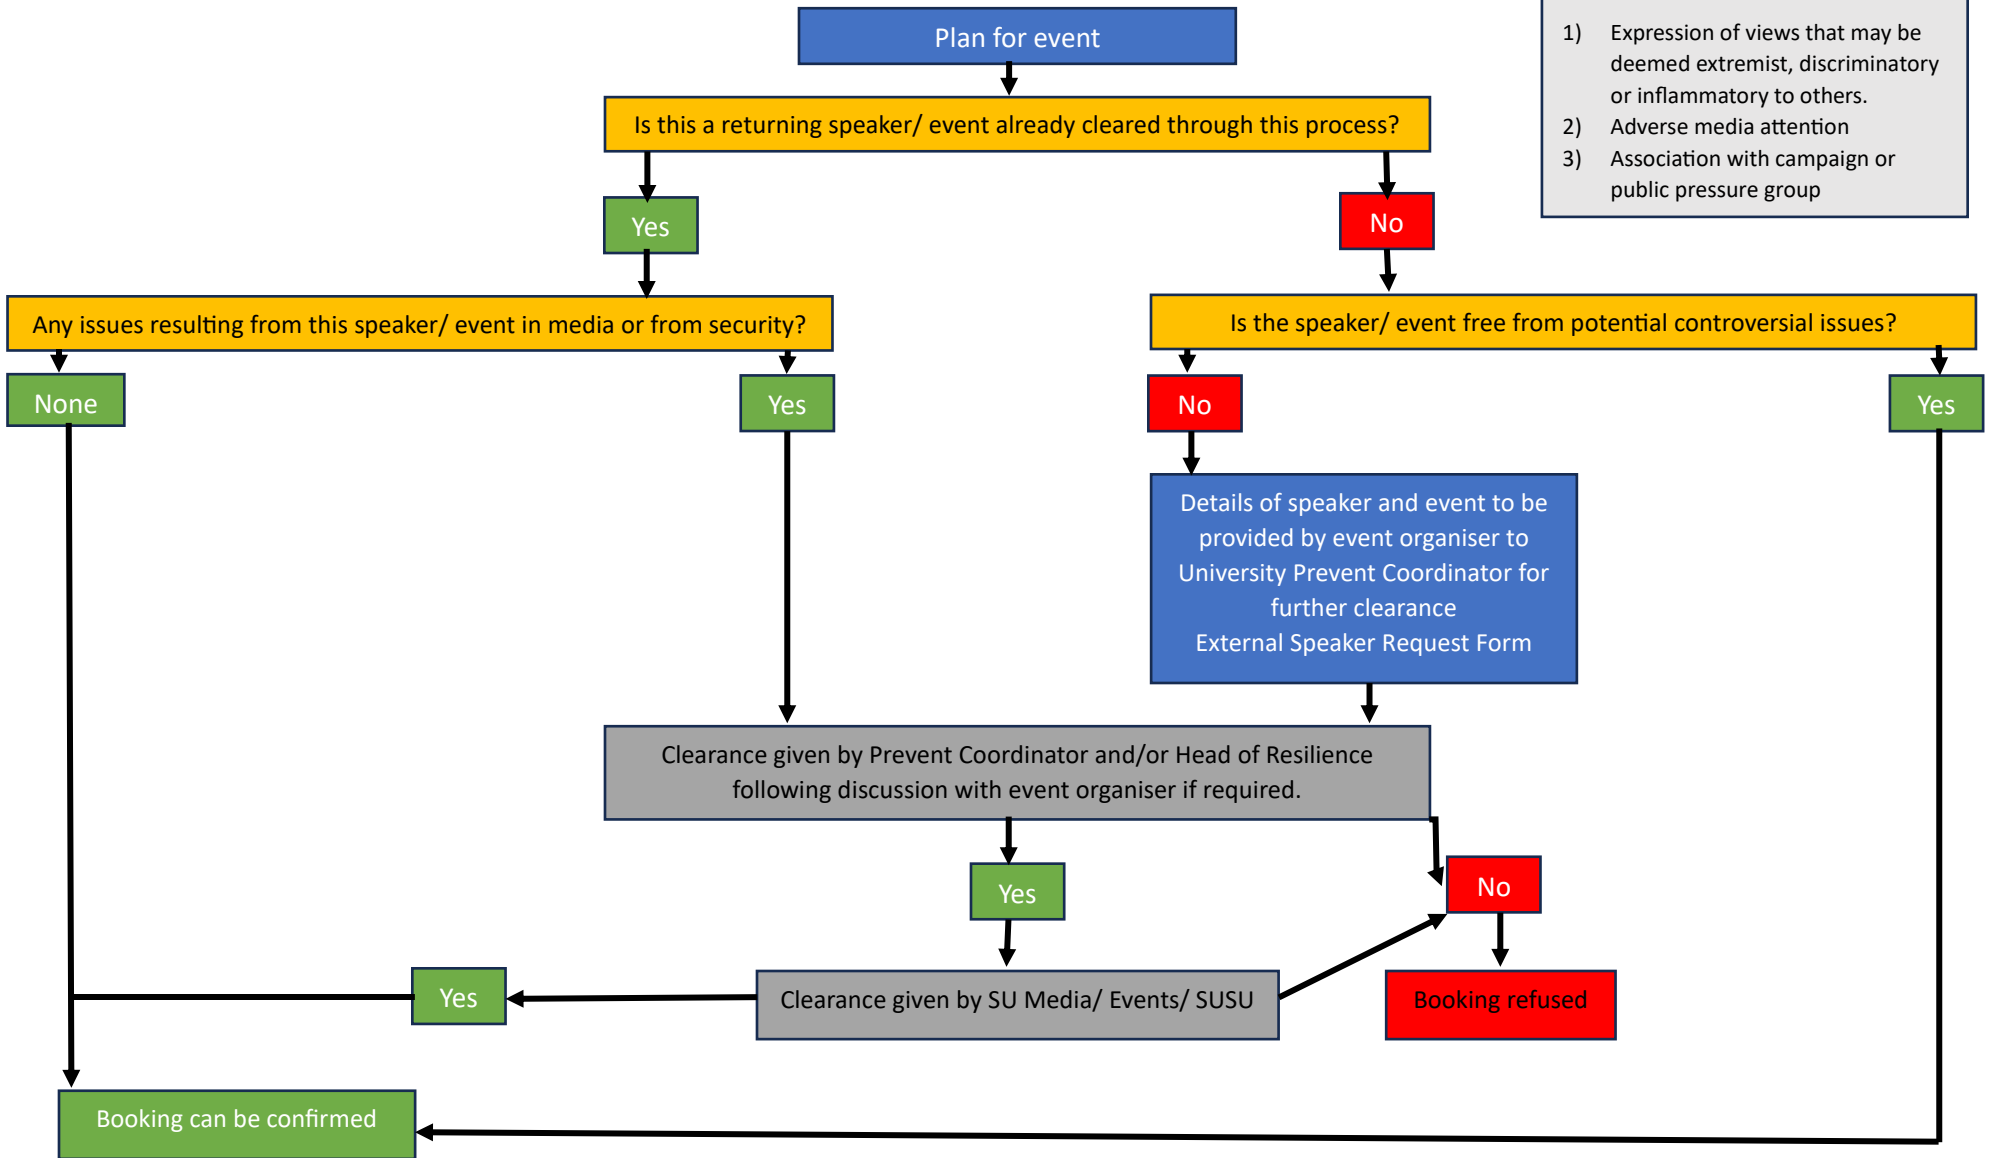 Plan for event
1) Expression of views that may be
deemed extremist, discriminatory
or inflammatory to others.
2) Adverse media attention
3) Association with campaign or
public pressure group
Is this a returning speaker/ event already cleared through this process?
Yes
No
Any issues resulting from this speaker/ event in media or from security?
Is the speaker/ event free from potential controversial issues?
None
Yes
No
Yes
Details of speaker and event to be
provided by event organiser to
University Prevent Coordinator for
further clearance
External Speaker Request Form
Clearance given by Prevent Coordinator and/or Head of Resilience
following discussion with event organiser if required.
Yes
No
Yes
Clearance given by SU Media/ Events/ SUSU
Booking refused
Booking can be confirmed